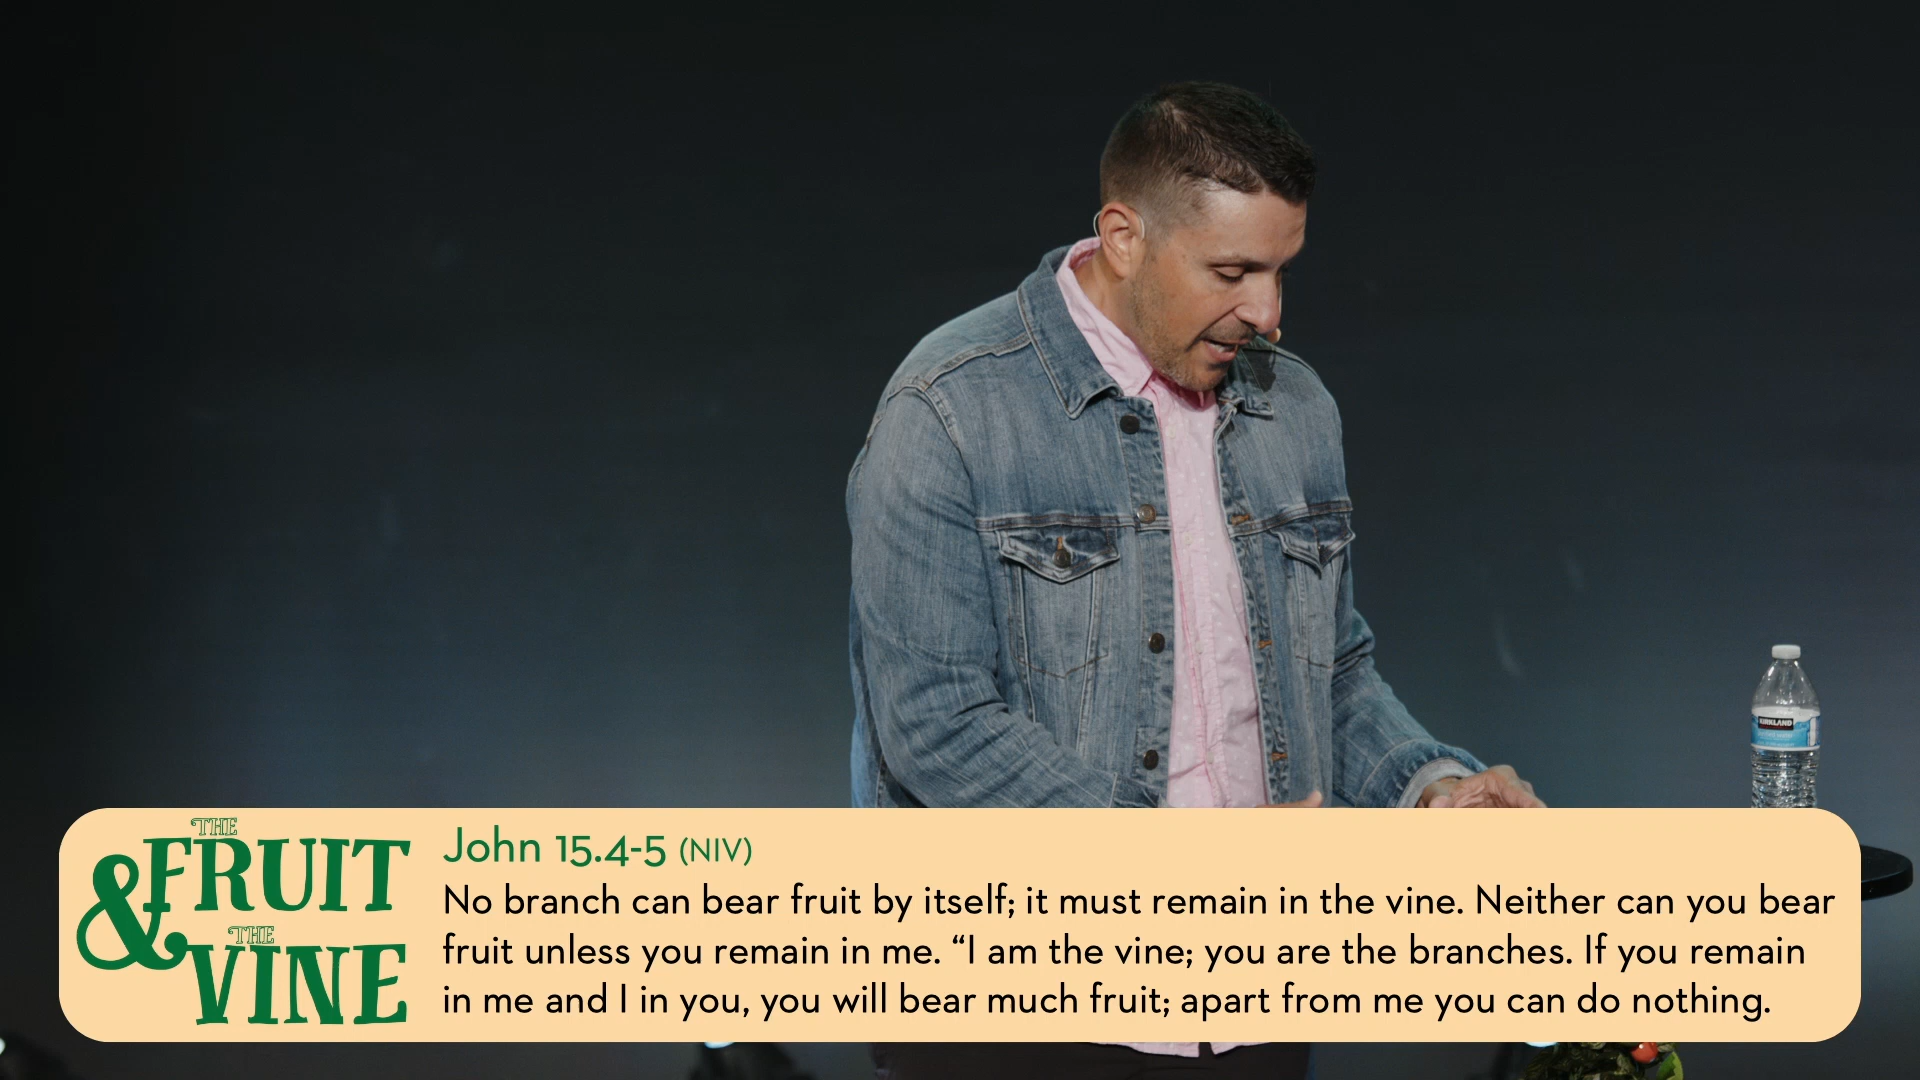 THE
FRUIT
&
THE
VINE
John 15.4-5 (NIV)
No branch can bear fruit by itself; it must remain in the vine. Neither can you bear
fruit unless you remain in me. “I am the vine; you are the branches. If you remain
in me and I in you, you will bear much fruit; apart from me you can do nothing.
KIRKLAND